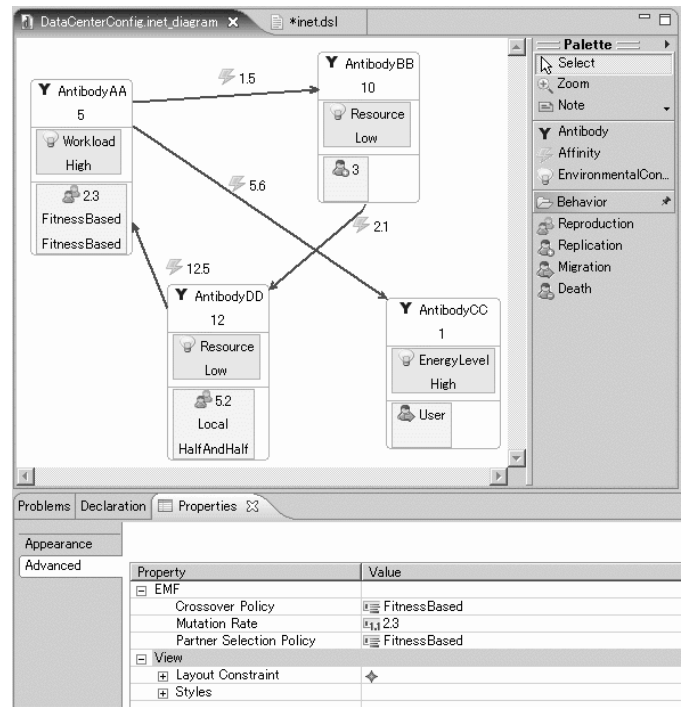 DataCenterConfig.inet_diagram
*inet.dsl
AntibodyAA
5
Workload
High
2.3
FitnessBased
FitnessBased
1.5
AntibodyBB
10
Resource
Low
3
5.6
2.1
12.5
AntibodyDD
12
Resource
Low
5.2
Local
HalfAndHalf
AntibodyCC
1
EnergyLevel
High
User
Palette
Select
Zoom
Note
Antibody
Affinity
EnvironmentalCon...
Behavior
Reproduction
Replication
Migration
Death
Problems Declaration Properties
Appearance
Advanced
Property Value
EMF
Crossover Policy FitnessBased
Mutation Rate 2.3
Partner Selection Policy FitnessBased
View
Layout Constraint
Styles